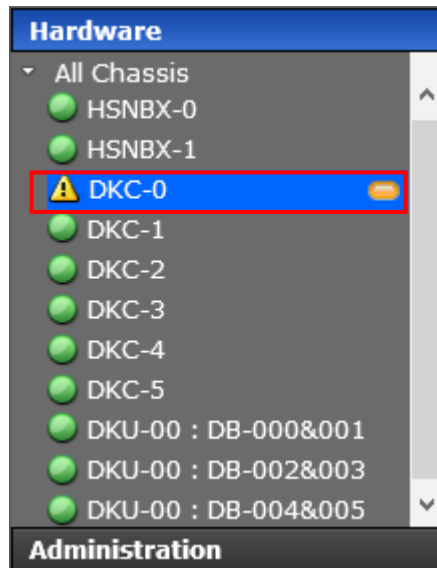 Hardware
All Chassis
HSNBX-0
HSNBX-1
DKC-0
DKC-1
DKC-2
DKC-3
DKC-4
DKC-5
DKU-00 : DB-000&001
DKU-00 : DB-002&003
DKU-00 : DB-004&005
Administration